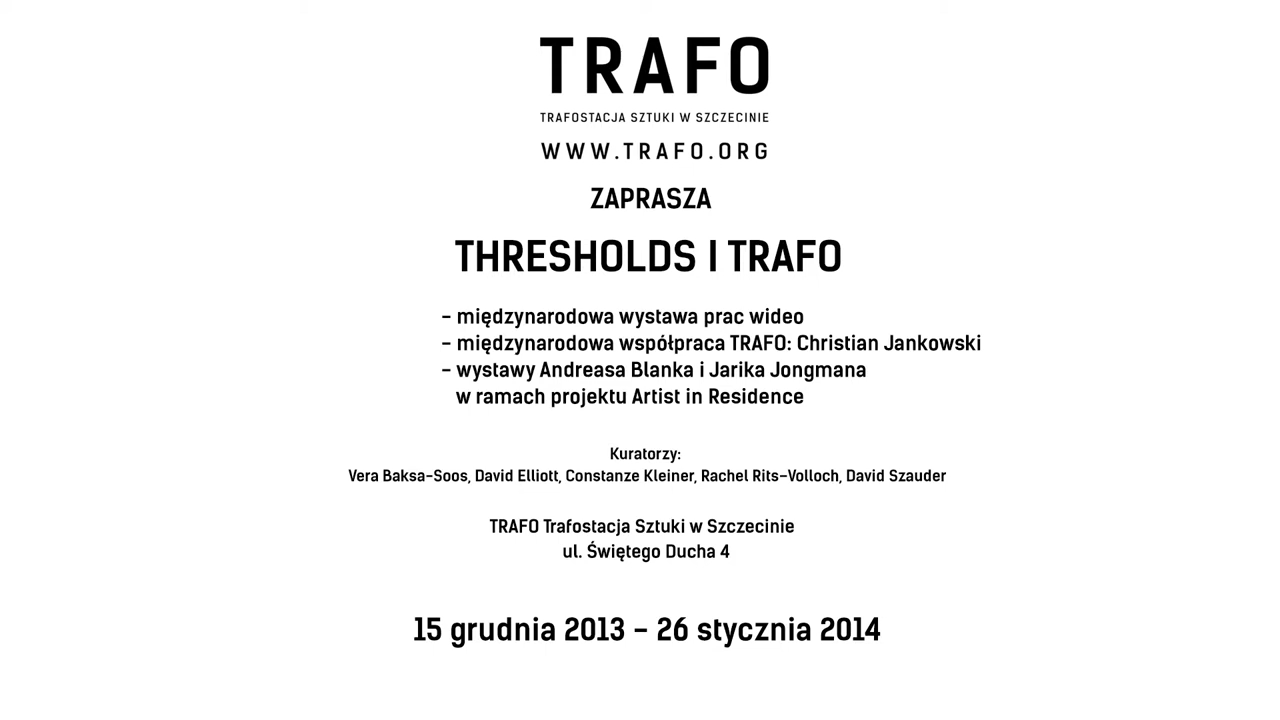 TRAFO
TRAFOSTACJA SZTUKI W SZCZECINIE
WWW.TRAFO.ORG
ZAPRASZA
THRESHOLDS I TRAFO
– międzynarodowa wystawa prac wideo
– międzynarodowa współpraca TRAFO: Christian Jankowski
– wystawy Andreasa Blanka i Jarika Jongmana
w ramach projektu Artist in Residence
Kuratorzy:
Vera Baksa-Soos, David Elliott, Constanze Kleiner, Rachel Rits–Volloch, David Szauder
TRAFO Trafostacja Sztuki w Szczecinie
ul. Świętego Ducha 4
15 grudnia 2013 – 26 stycznia 2014